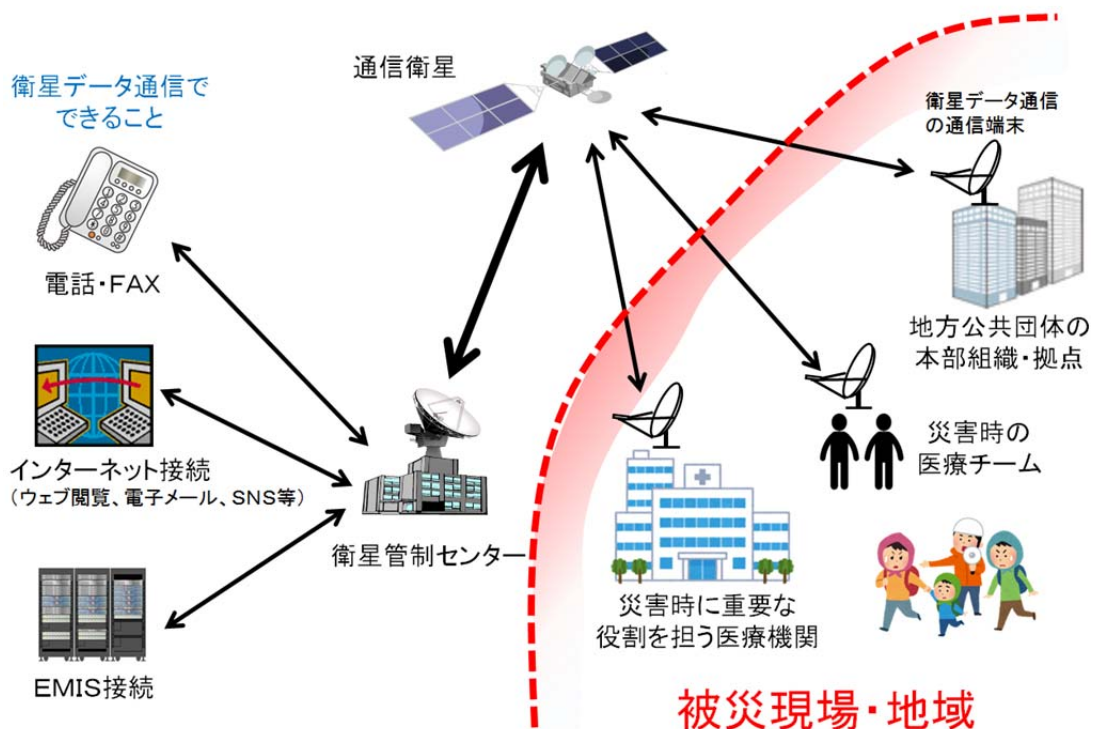 衛星データ通信で
できること
通信衛星
衛星データ通信
の通信端末
電話・FAX
地方公共団体の
本部組織・拠点
インターネット接続
（ウェブ閲覧、電子メール、SNS等）
災害時の
医療チーム
衛星管制センター
災害時に重要な
役割を担う医療機関
EMIS接続
被災現場・地域